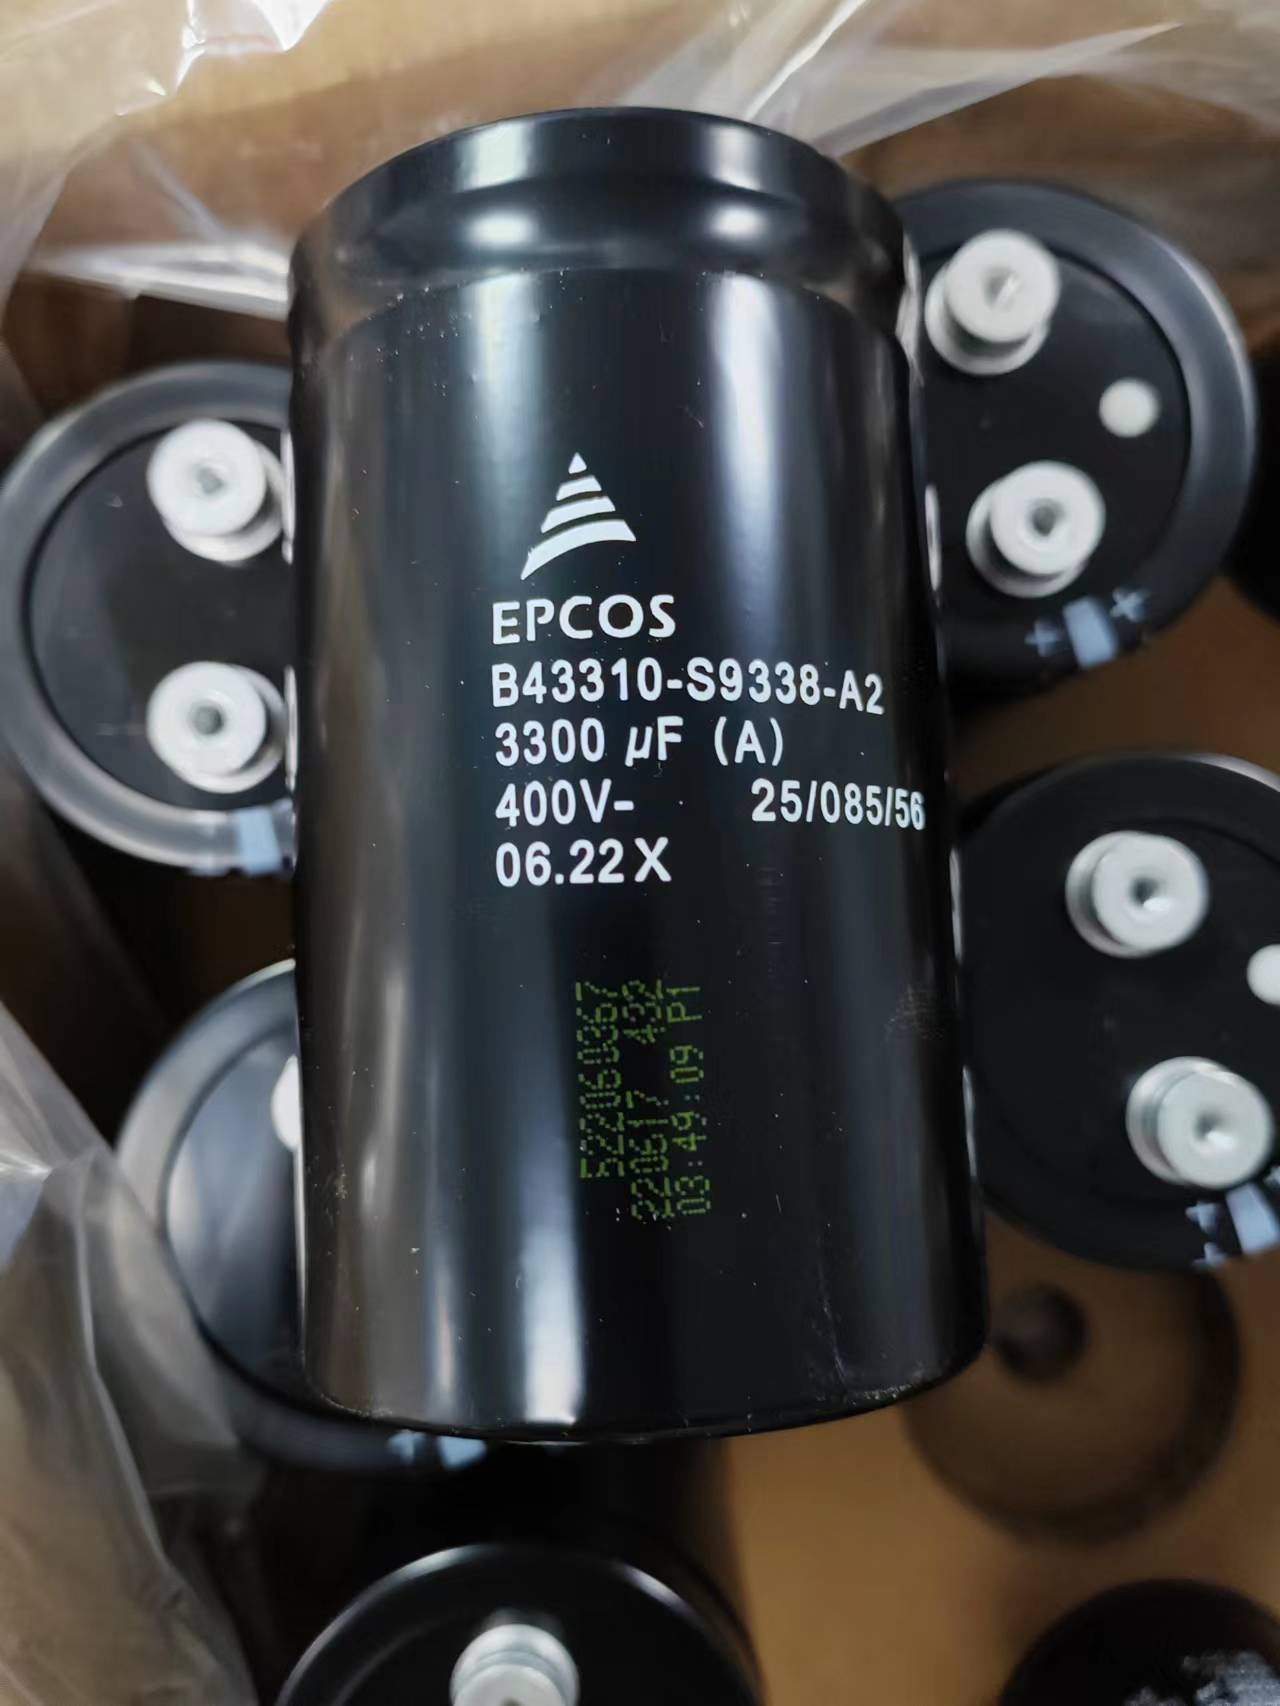 EPCOS
B43310-S9338-A2
3300 µF (A)
400V- 25/085/56
06.22X
522060367
220617 432
03:49:09 P1